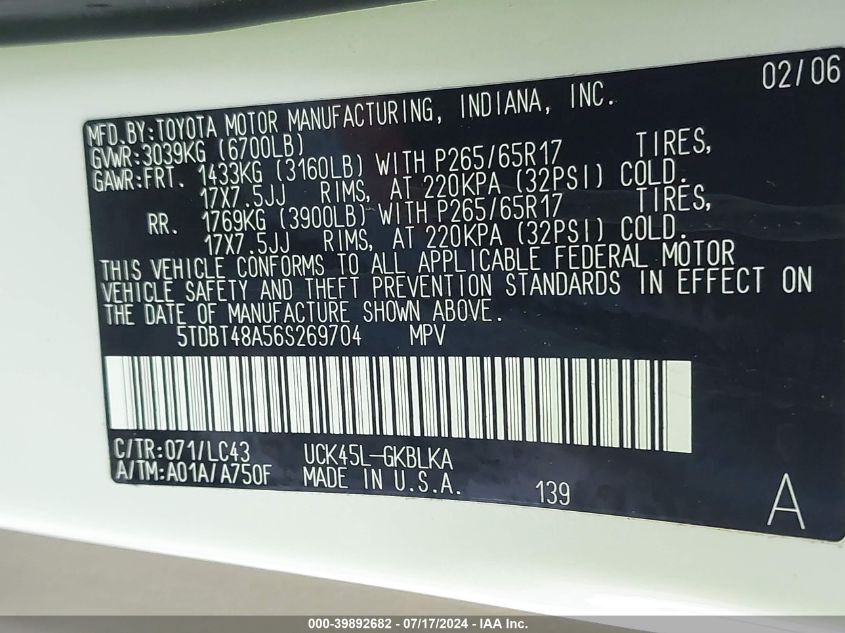 02/06
MFD.BY:TOYOTA MOTOR MANUFACTURING, INDIANA, INC.
GVWR:3039KG (6700LB)
GAWR:FRT. 1433KG (3160LB) WITH P265/65R17 TIRES,
17X7.5JJ RIMS, AT 220KPA (32PSI) COLD.
RR. 1769KG (3900LB) WITH P265/65R17 TIRES,
17X7.5JJ RIMS, AT 220KPA (32PSI) COLD.
THIS VEHICLE CONFORMS TO ALL APPLICABLE FEDERAL MOTOR
VEHICLE SAFETY AND THEFT PREVENTION STANDARDS IN EFFECT ON
THE DATE OF MANUFACTURE SHOWN ABOVE.
5TDBT48A56S269704 MPV
C/TR:071/LC43 UCK45L-GKBLKA
A/TM:A01A/A750F MADE IN U.S.A. 139 A
000-39892682 - 07/17/2024 - IAA Inc.